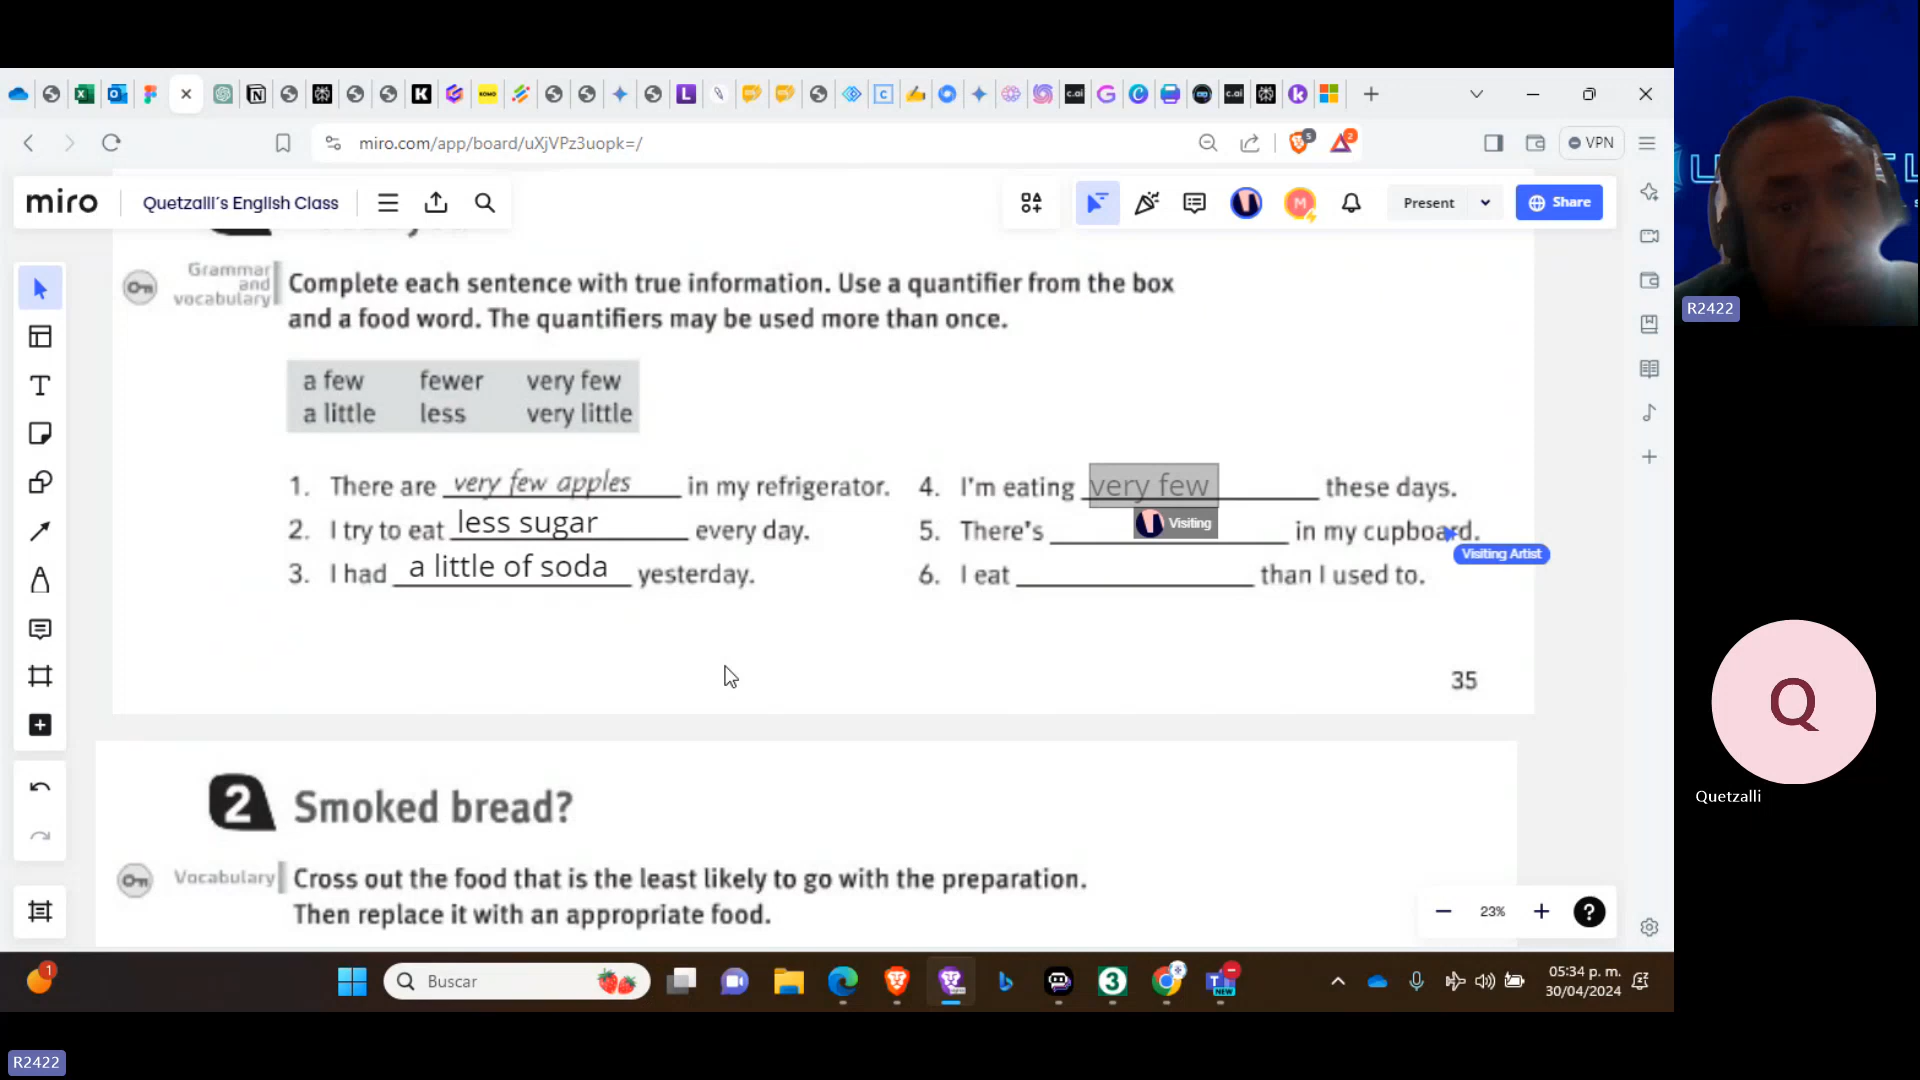 miro.com/app/board/uXjVPz3uopk=/
VPN
miro
Quetzalli´s English Class
Present
Share
Grammar
and
vocabulary
Complete each sentence with true information. Use a quantifier from the box
and a food word. The quantifiers may be used more than once.
a few fewer very few
a little less very little
1. There are very few apples in my refrigerator.
2. I try to eat less sugar every day.
3. I had a little of soda yesterday.
4. I'm eating very few these days.
Visiting
5. There's in my cupboard.
Visiting Artist
6. I eat than I used to.
35
2 Smoked bread?
Vocabulary
Cross out the food that is the least likely to go with the preparation.
Then replace it with an appropriate food.
23%
Buscar
05:34 p. m.
30/04/2024
R2422
Q
Quetzalli
R2422